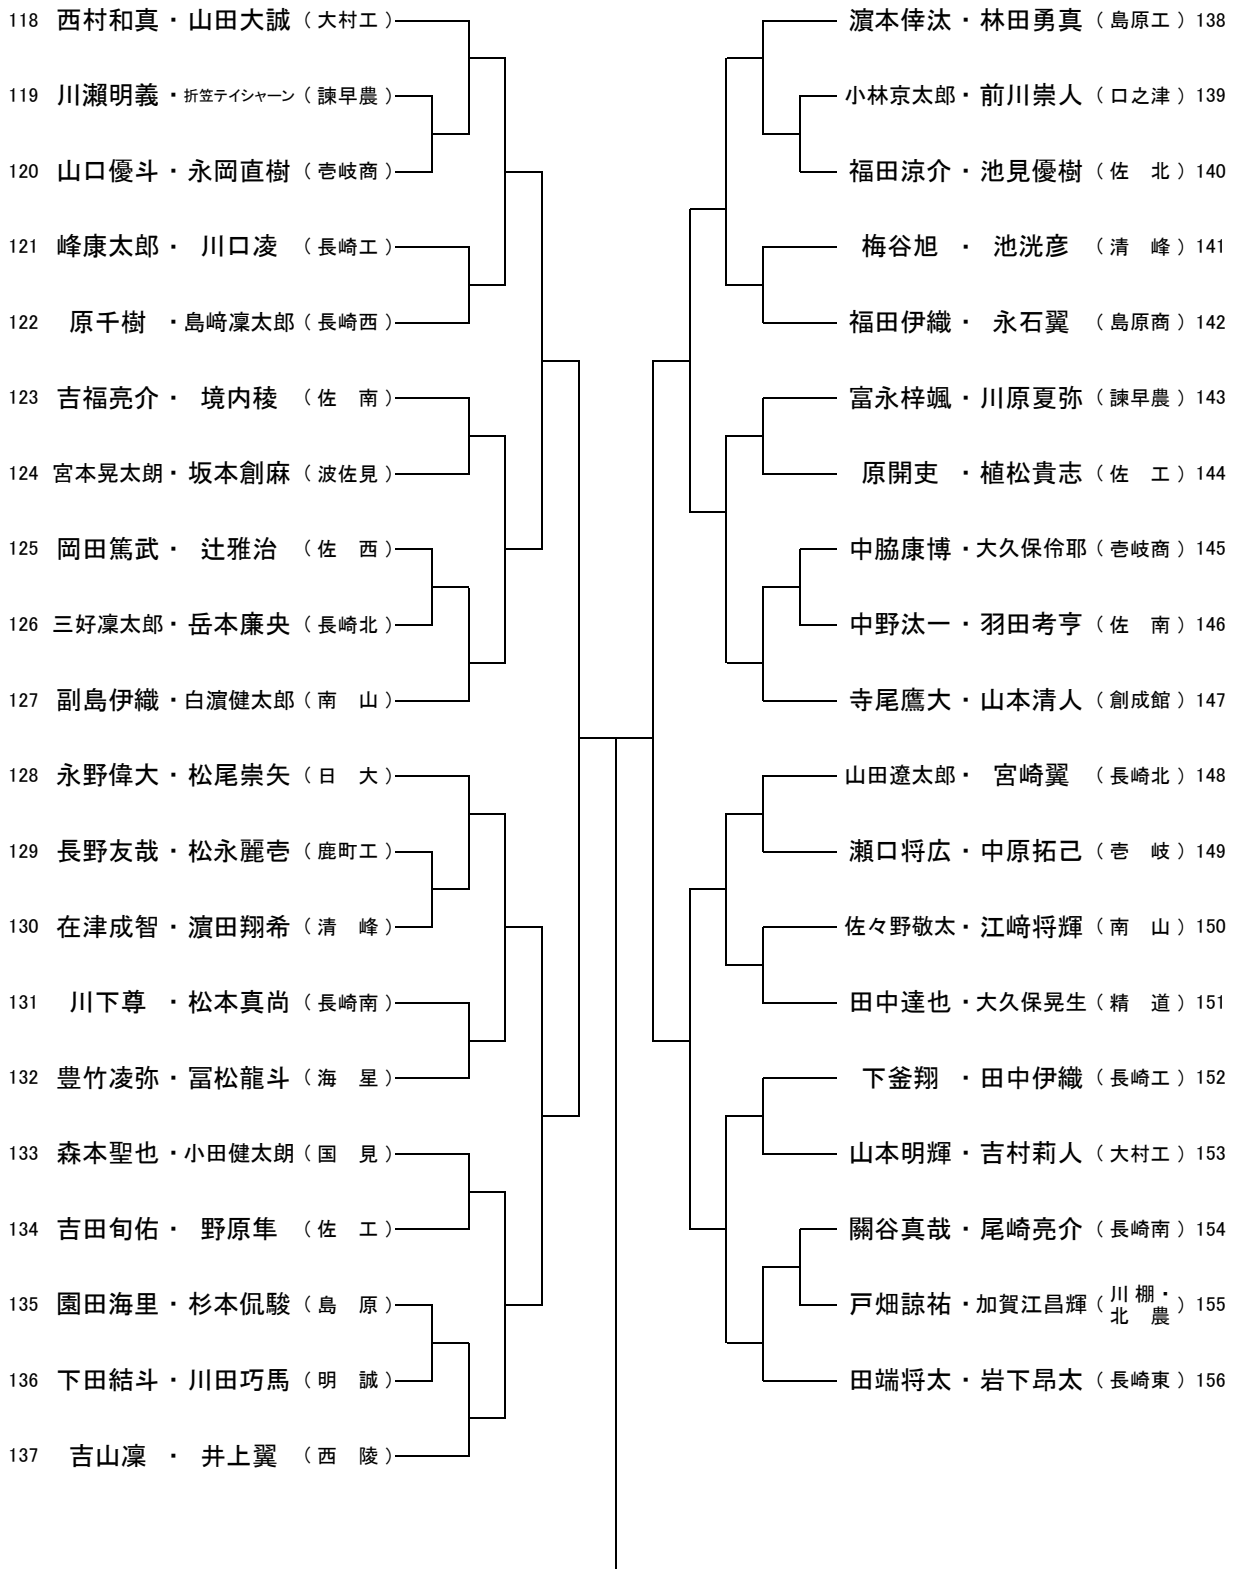 118 西村和真・山田大誠（大村工）
119 川瀨明義・折笠テイシャーン（諫早農）
120 山口優斗・永岡直樹（壱岐商）
121 峰康太郎・川口凌（長崎工）
122 原千樹・島﨑凜太郎（長崎西）
123 吉福亮介・境内稜（佐　南）
124 宮本晃太朗・坂本創麻（波佐見）
125 岡田篤武・辻雅治（佐　西）
126 三好凜太郎・岳本廉央（長崎北）
127 副島伊織・白濵健太郎（南　山）
128 永野偉大・松尾崇矢（日　大）
129 長野友哉・松永麗壱（鹿町工）
130 在津成智・濵田翔希（清　峰）
131 川下尊・松本真尚（長崎南）
132 豊竹凌弥・冨松龍斗（海　星）
133 森本聖也・小田健太朗（国　見）
134 吉田旬佑・野原隼（佐　工）
135 園田海里・杉本侃駿（島　原）
136 下田結斗・川田巧馬（明　誠）
137 吉山凜・井上翼（西　陵）
濵本倖汰・林田勇真（島原工）138
小林京太郎・前川崇人（口之津）139
福田涼介・池見優樹（佐　北）140
梅谷旭・池洸彦（清　峰）141
福田伊織・永石翼（島原商）142
富永梓颯・川原夏弥（諫早農）143
原開吏・植松貴志（佐　工）144
中脇康博・大久保伶耶（壱岐商）145
中野汰一・羽田考亨（佐　南）146
寺尾鷹大・山本清人（創成館）147
山田遼太郎・宮崎翼（長崎北）148
瀬口将広・中原拓己（壱　岐）149
佐々野敬太・江﨑将輝（南　山）150
田中達也・大久保晃生（精　道）151
下釜翔・田中伊織（長崎工）152
山本明輝・吉村莉人（大村工）153
關谷真哉・尾崎亮介（長崎南）154
戸畑諒祐・加賀江昌輝（川棚・北　農）155
田端将太・岩下昂太（長崎東）156